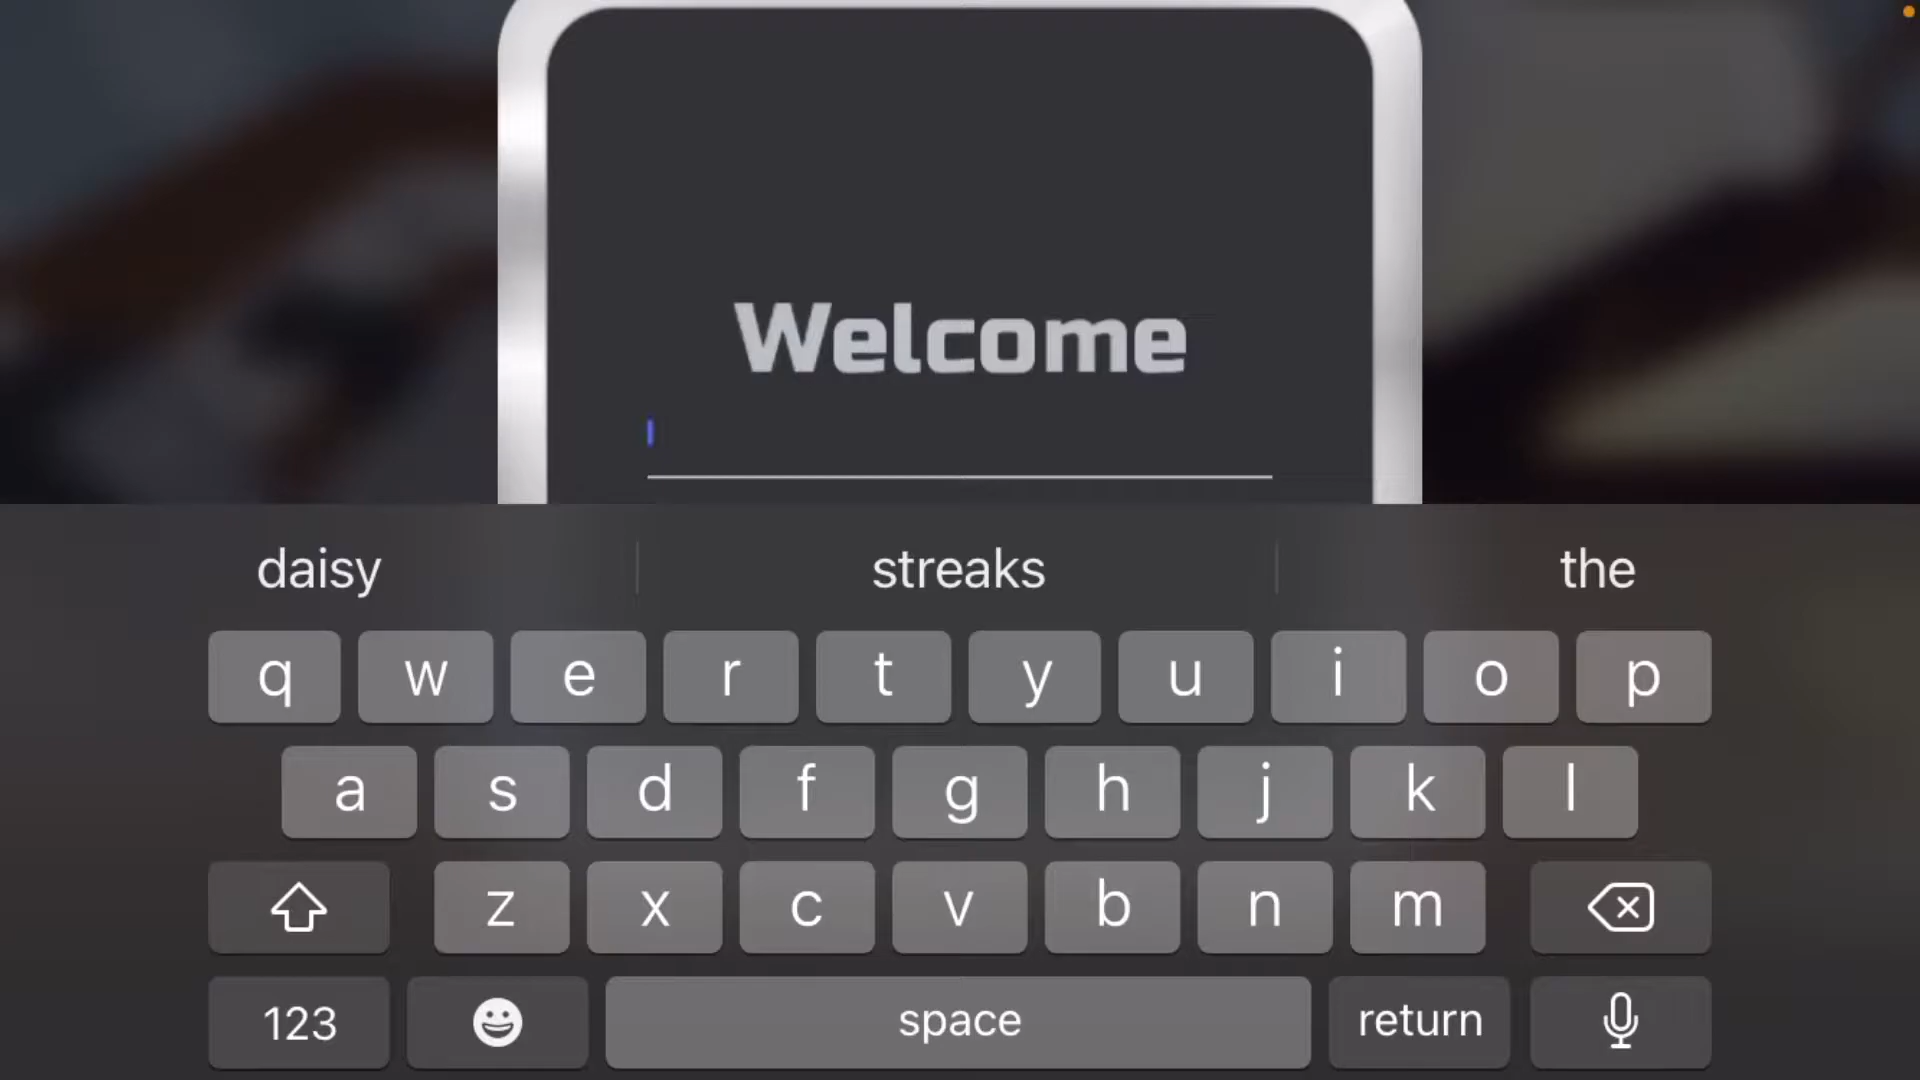 Welcome
daisy streaks the
q w e r t y u i o p
a s d f g h j k l
z x c v b n m
123 space return